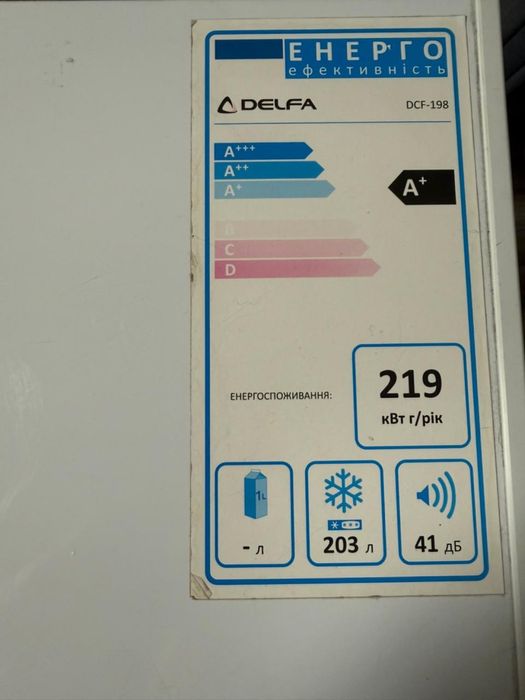 ЕНЕРГО
ефективність
DELFA
DCF-198
A+++
A++
A+
A+
B
C
D
ЕНЕРГОСПОЖИВАННЯ:
219
кВт г/рік
1L
- л
203 л
41 дБ